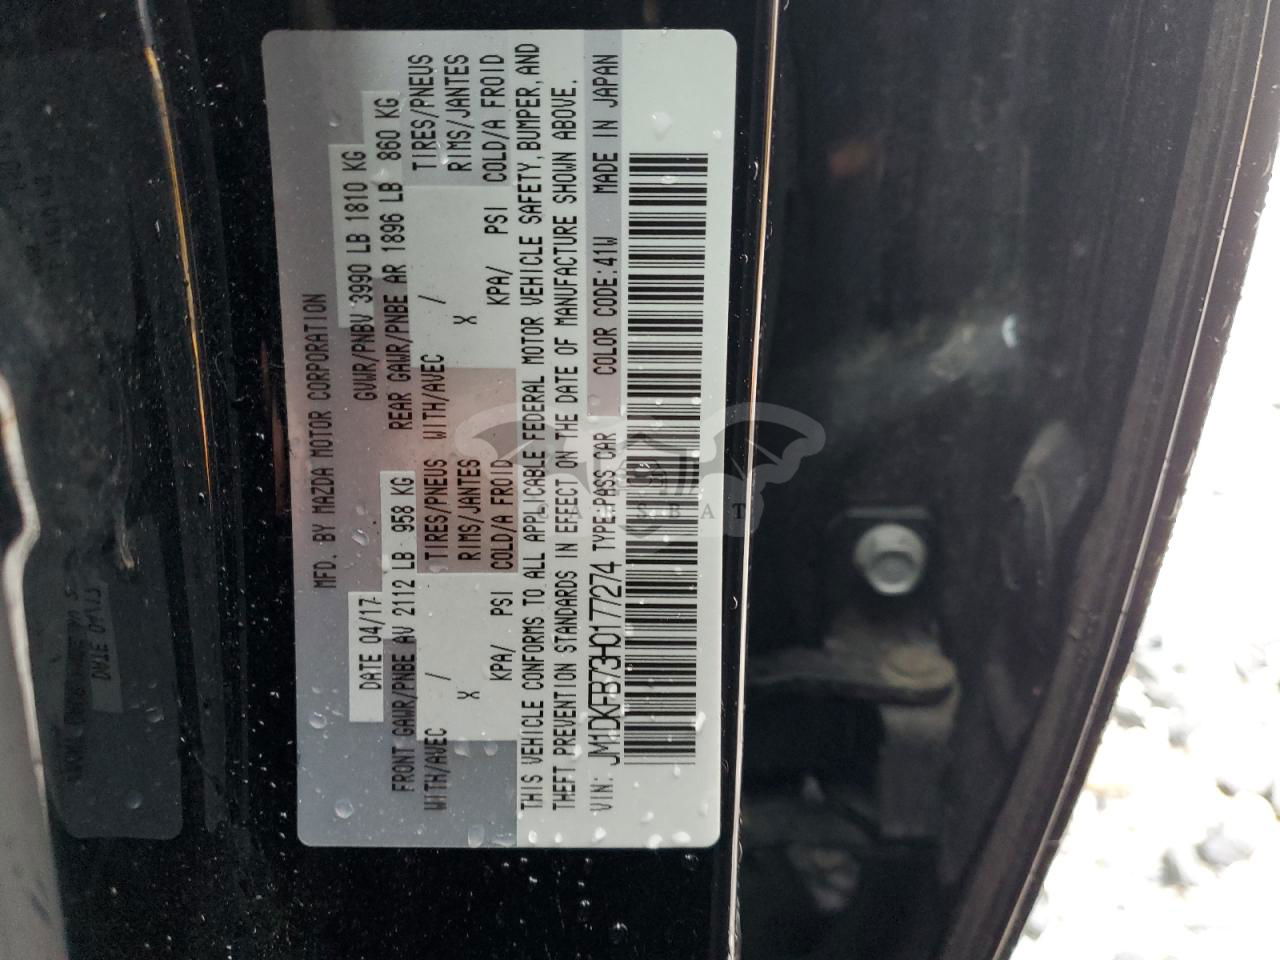 MFD. BY MAZDA MOTOR CORPORATION
DATE 04/17 GVWR/PNBV 3990 LB 1810 KG
FRONT GAWR/PNBE AV 2112 LB 958 KG REAR GAWR/PNBE AR 1896 LB 860 KG
WITH/AVEC / TIRES/PNEUS WITH/AVEC / TIRES/PNEUS
X RIMS/JANTES X RIMS/JANTES
KPA/ PSI COLD/A FROID KPA/ PSI COLD/A FROID
THIS VEHICLE CONFORMS TO ALL APPLICABLE FEDERAL MOTOR VEHICLE SAFETY, BUMPER, AND
THEFT PREVENTION STANDARDS IN EFFECT ON THE DATE OF MANUFACTURE SHOWN ABOVE.
VIN: JM1DKFB73H0177274 TYPE:PASS CAR COLOR CODE:41W MADE IN JAPAN
CARSBAT